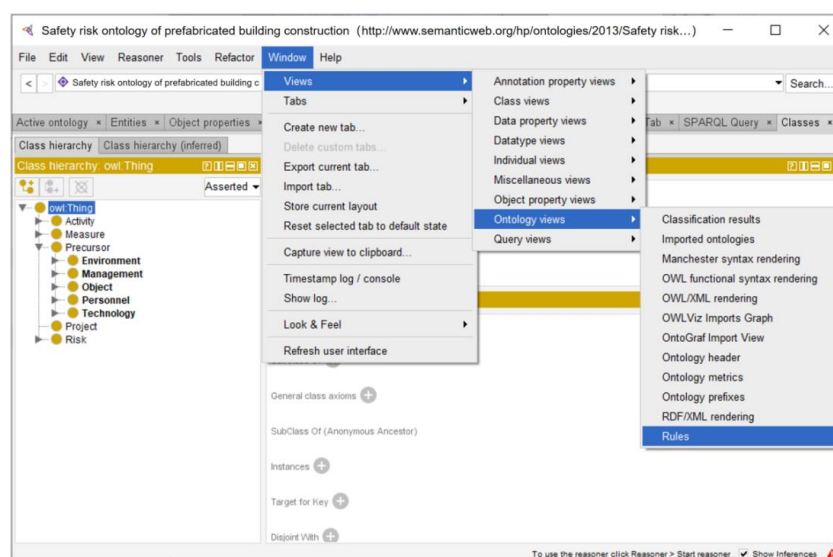 Safety risk ontology of prefabricated building construction (http://www.semanticweb.org/hp/ontologies/2013/Safety risk...)
File Edit View Reasoner Tools Refactor Window Help
< > Safety risk ontology of prefabricated building c
Search...
Active ontology × Entities × Object properties ×
Tab × SPARQL Query × Classes ×
Class hierarchy Class hierarchy (inferred)
Class hierarchy: owl:Thing
Asserted
owl:Thing
Activity
Measure
Precursor
Environment
Management
Object
Personnel
Technology
Project
Risk
Views
Tabs
Create new tab...
Delete custom tabs...
Export current tab...
Import tab...
Store current layout
Reset selected tab to default state
Capture view to clipboard...
Timestamp log / console
Show log...
Look & Feel
Refresh user interface
Annotation property views
Class views
Data property views
Datatype views
Individual views
Miscellaneous views
Object property views
Ontology views
Query views
Classification results
Imported ontologies
Manchester syntax rendering
OWL functional syntax rendering
OWL/XML rendering
OWLViz Imports Graph
OntoGraf Import View
Ontology header
Ontology metrics
Ontology prefixes
RDF/XML rendering
Rules
General class axioms
SubClass Of (Anonymous Ancestor)
Instances
Target for Key
Disjoint With
To use the reasoner click Reasoner > Start reasoner Show Inferences